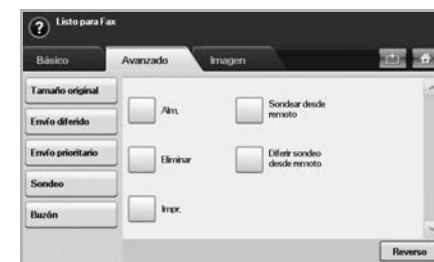 Listo para Fax
Básico
Avanzado
Imagen
Tamaño original
Envío diferido
Envío prioritario
Sondeo
Buzón
Alm.
Sondear desde
remoto
Eliminar
Diferir sondeo
desde remoto
Impr.
Reverso